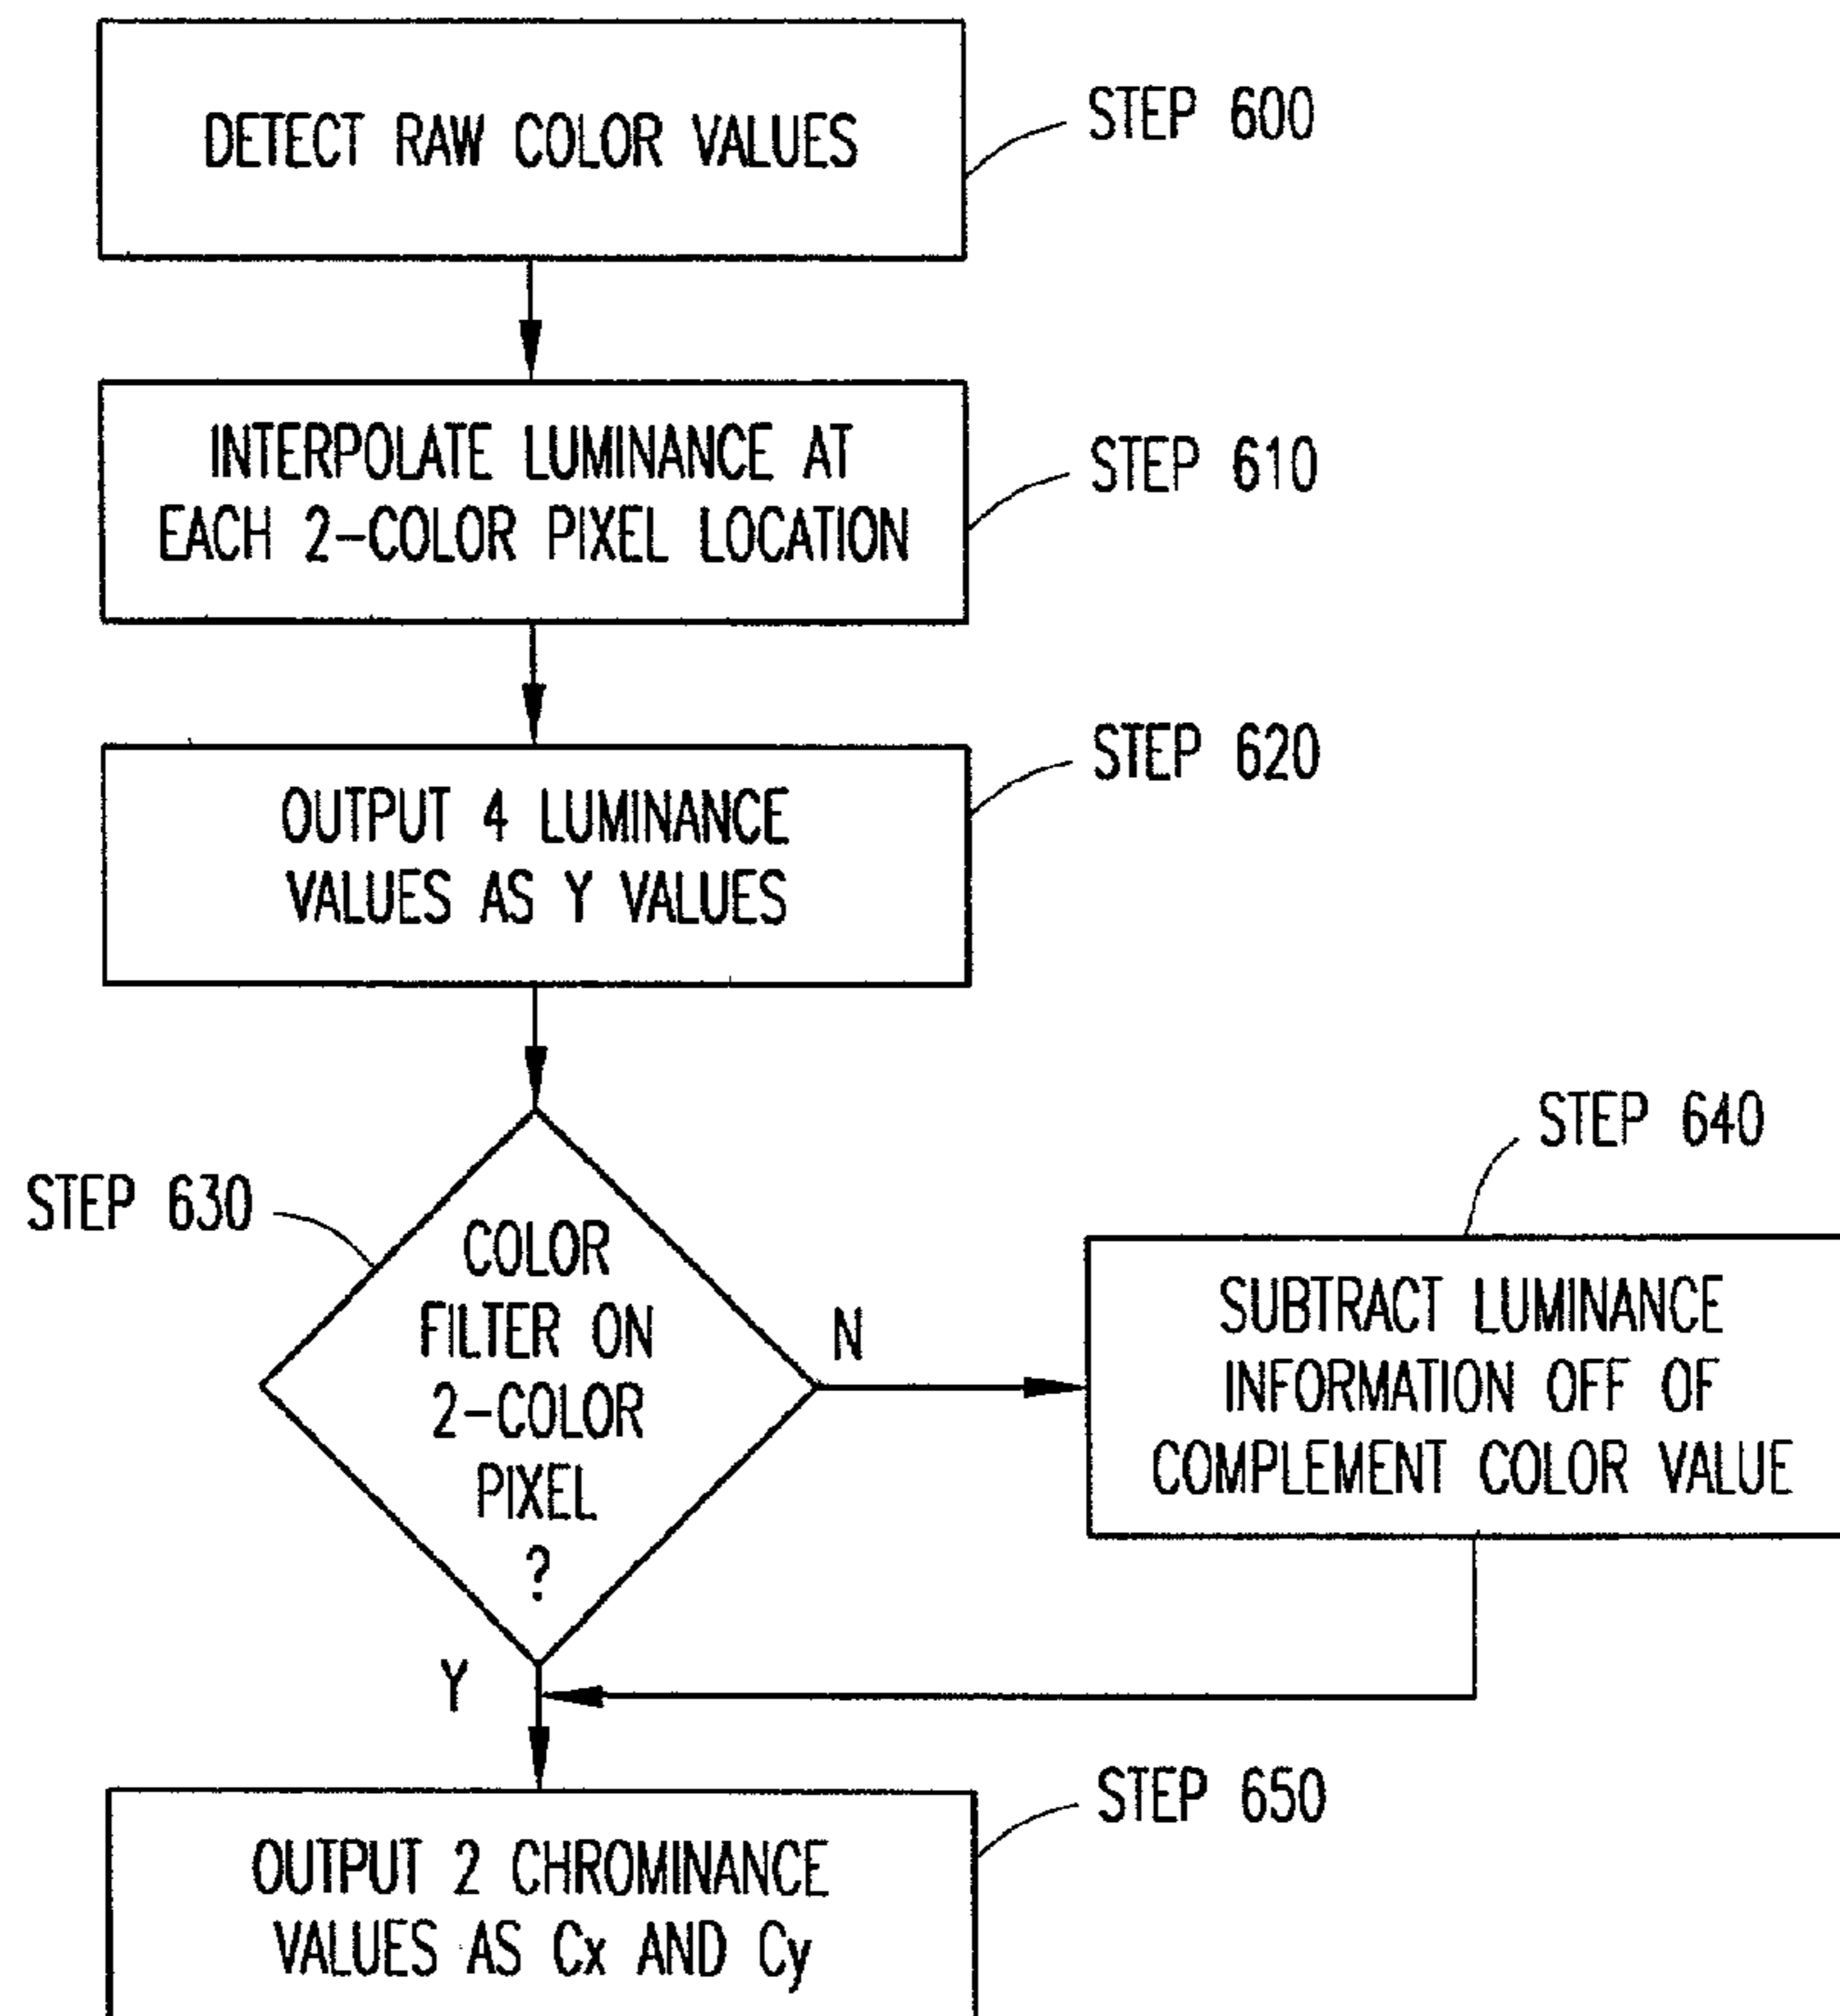 DETECT RAW COLOR VALUES
STEP 600
INTERPOLATE LUMINANCE AT
EACH 2-COLOR PIXEL LOCATION
STEP 610
OUTPUT 4 LUMINANCE
VALUES AS Y VALUES
STEP 620
STEP 630
COLOR
FILTER ON
2-COLOR
PIXEL
?
N
Y
STEP 640
SUBTRACT LUMINANCE
INFORMATION OFF OF
COMPLEMENT COLOR VALUE
STEP 650
OUTPUT 2 CHROMINANCE
VALUES AS Cx AND Cy